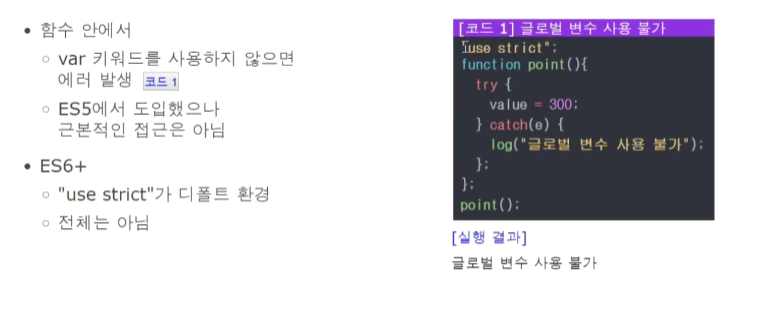 • 함수 안에서
○ var 키워드를 사용하지 않으면
에러 발생 코드 1
○ ES5에서 도입했으나
근본적인 접근은 아님
• ES6+
○ "use strict"가 디폴트 환경
○ 전체는 아님
[코드 1] 글로벌 변수 사용 불가
"use strict";
function point(){
try {
value = 300;
} catch(e) {
log("글로벌 변수 사용 불가");
};
};
point();
[실행 결과]
글로벌 변수 사용 불가